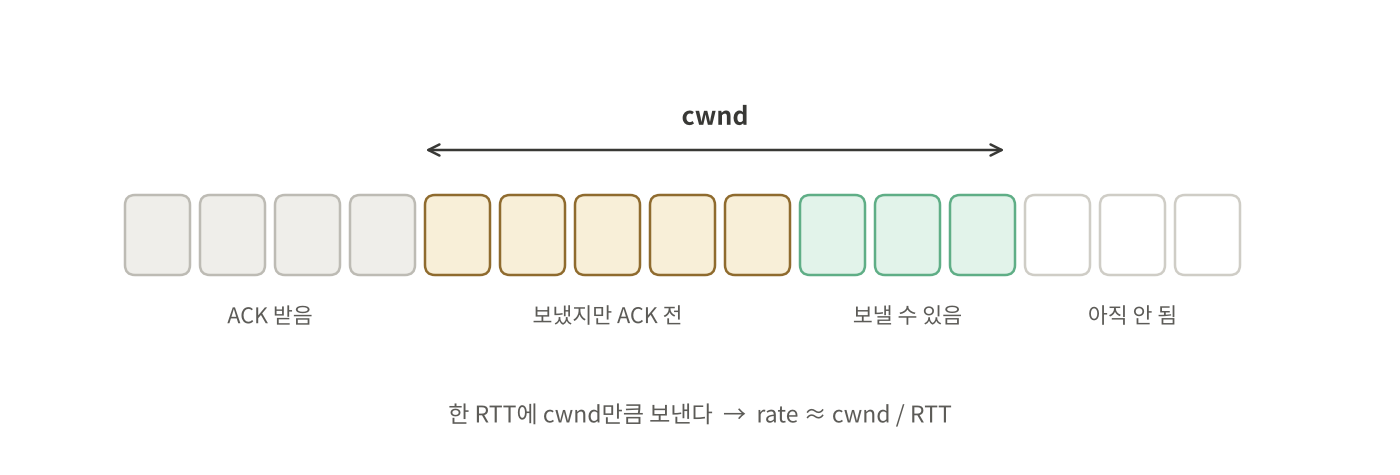 cwnd
ACK 받음
보냈지만 ACK 전
보낼 수 있음
아직 안 됨
한 RTT에 cwnd만큼 보낸다 → rate ≈ cwnd / RTT